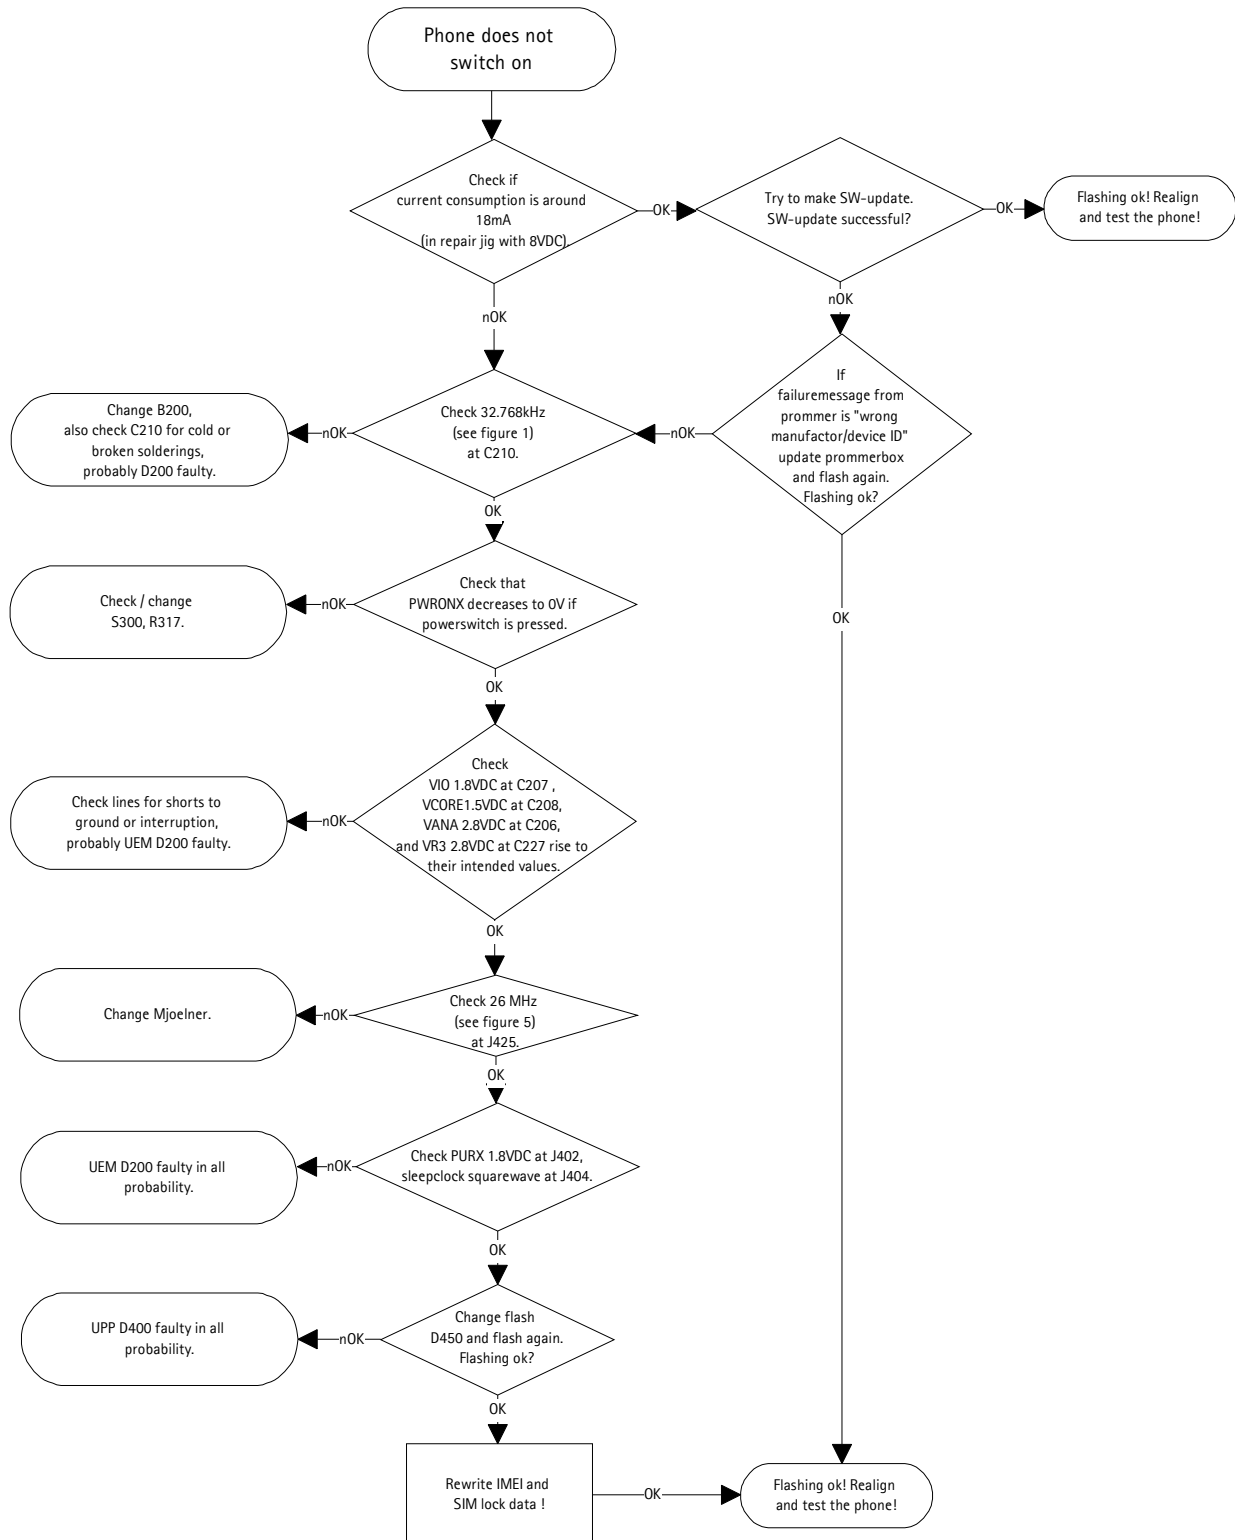 Phone does not
switch on
Check if
current consumption is around
18mA
(in repair jig with 8VDC).
OK
Try to make SW-update.
SW-update successful?
OK
Flashing ok! Realign
and test the phone!
nOK
nOK
If
failuremessage from
prommer is "wrong
manufactor/device ID"
update prommerbox
and flash again.
Flashing ok?
nOK
Check 32.768kHz
(see figure 1)
at C210.
nOK
Change B200,
also check C210 for cold or
broken solderings,
probably D200 faulty.
OK
OK
Check that
PWRONX decreases to 0V if
powerswitch is pressed.
nOK
Check / change
S300, R317.
OK
Check
VIO 1.8VDC at C207 ,
VCORE1.5VDC at C208,
VANA 2.8VDC at C206,
and VR3 2.8VDC at C227 rise to
their intended values.
nOK
Check lines for shorts to
ground or interruption,
probably UEM D200 faulty.
OK
Check 26 MHz
(see figure 5)
at J425.
nOK
Change Mjoelner.
OK
Check PURX 1.8VDC at J402,
sleepclock squarewave at J404.
nOK
UEM D200 faulty in all
probability.
OK
Change flash
D450 and flash again.
Flashing ok?
nOK
UPP D400 faulty in all
probability.
OK
Rewrite IMEI and
SIM lock data !
OK
Flashing ok! Realign
and test the phone!